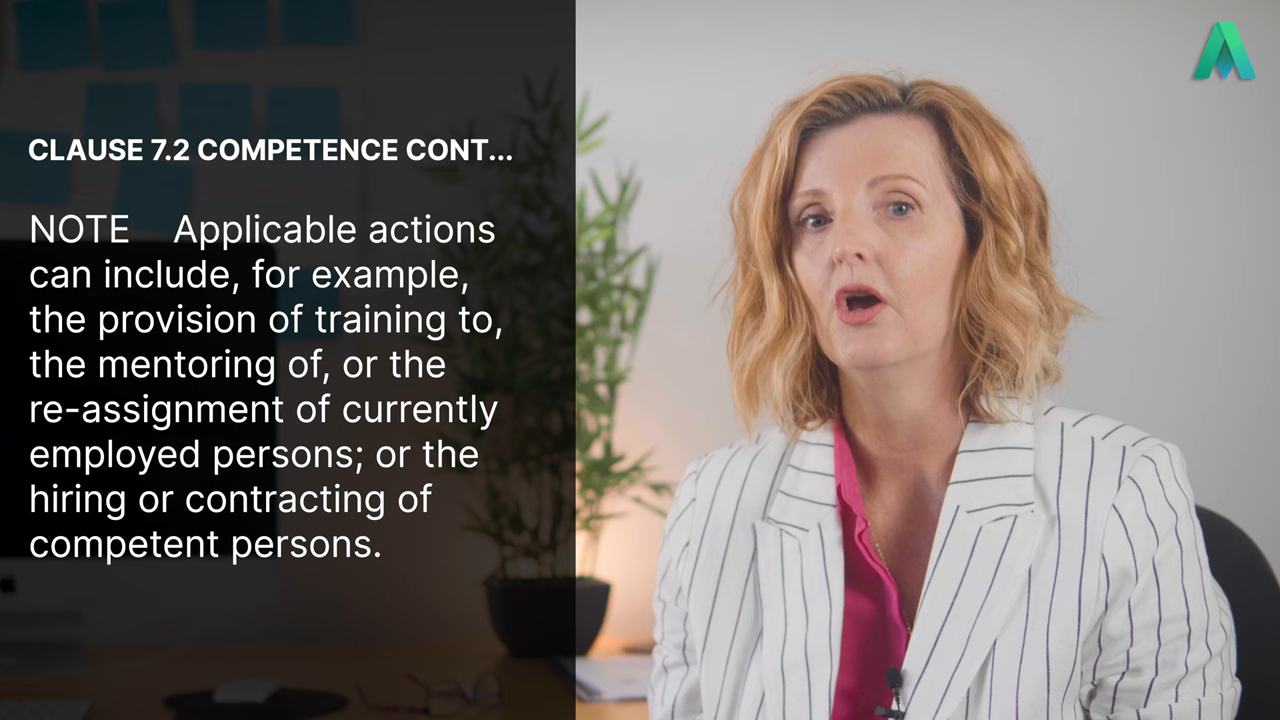 CLAUSE 7.2 COMPETENCE CONT...
NOTE Applicable actions
can include, for example,
the provision of training to,
the mentoring of, or the
re-assignment of currently
employed persons; or the
hiring or contracting of
competent persons.